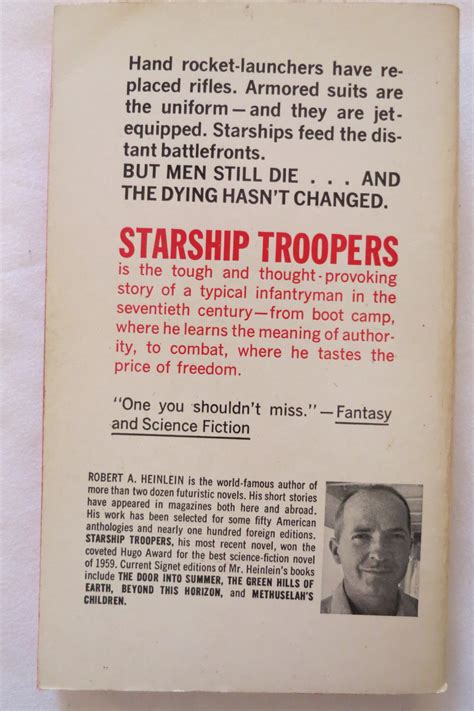 Hand rocket-launchers have re-
placed rifles. Armored suits are
the uniform—and they are jet-
equipped. Starships feed the dis-
tant battlefronts.
BUT MEN STILL DIE . . . AND
THE DYING HASN'T CHANGED.
STARSHIP TROOPERS
is the tough and thought-provoking
story of a typical infantryman in the
seventieth century—from boot camp,
where he learns the meaning of author-
ity, to combat, where he tastes the
price of freedom.
"One you shouldn't miss."—Fantasy
and Science Fiction
ROBERT A. HEINLEIN is the world-famous author of
more than two dozen futuristic novels. His short stories
have appeared in magazines both here and abroad.
His work has been selected for some fifty American
anthologies and nearly one hundred foreign editions.
STARSHIP TROOPERS, his most recent novel, won the
coveted Hugo Award for the best science-fiction novel
of 1959. Current Signet editions of Mr. Heinlein's books
include THE DOOR INTO SUMMER, THE GREEN HILLS OF
EARTH, BEYOND THIS HORIZON, and METHUSELAH'S
CHILDREN.